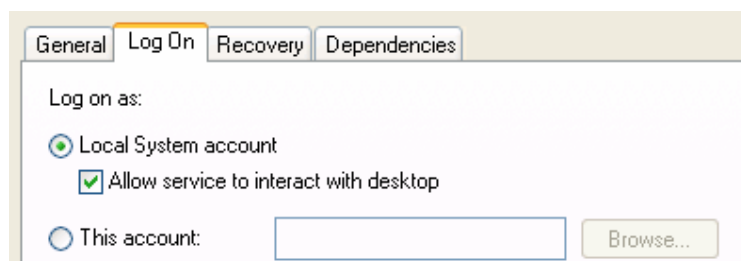 General Log On Recovery Dependencies
Log on as:
Local System account
Allow service to interact with desktop
This account: Browse...